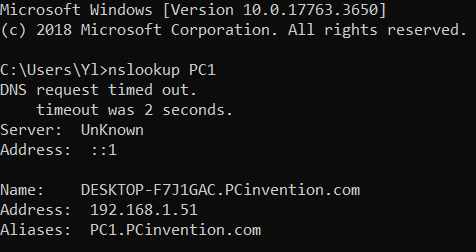 Microsoft Windows [Version 10.0.17763.3650]
(c) 2018 Microsoft Corporation. All rights reserved.
C:\Users\Yl>nslookup PC1
DNS request timed out.
    timeout was 2 seconds.
Server:  UnKnown
Address:  ::1
Name:    DESKTOP-F7J1GAC.PCinvention.com
Address:  192.168.1.51
Aliases:  PC1.PCinvention.com